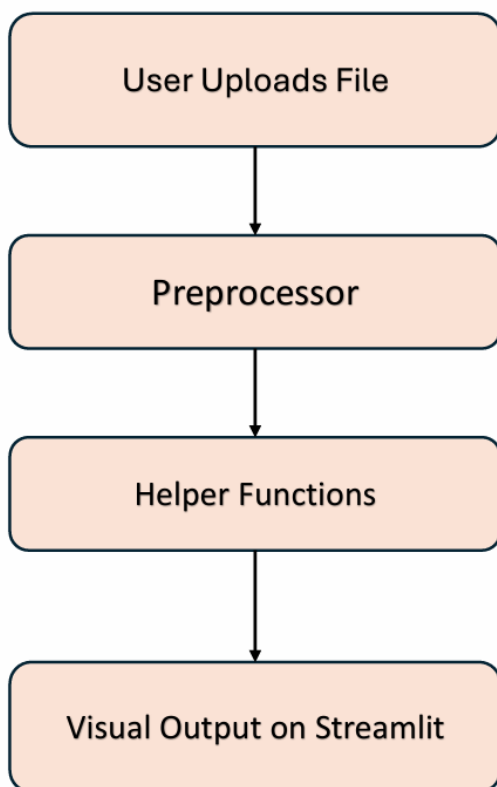 User Uploads File
Preprocessor
Helper Functions
Visual Output on Streamlit